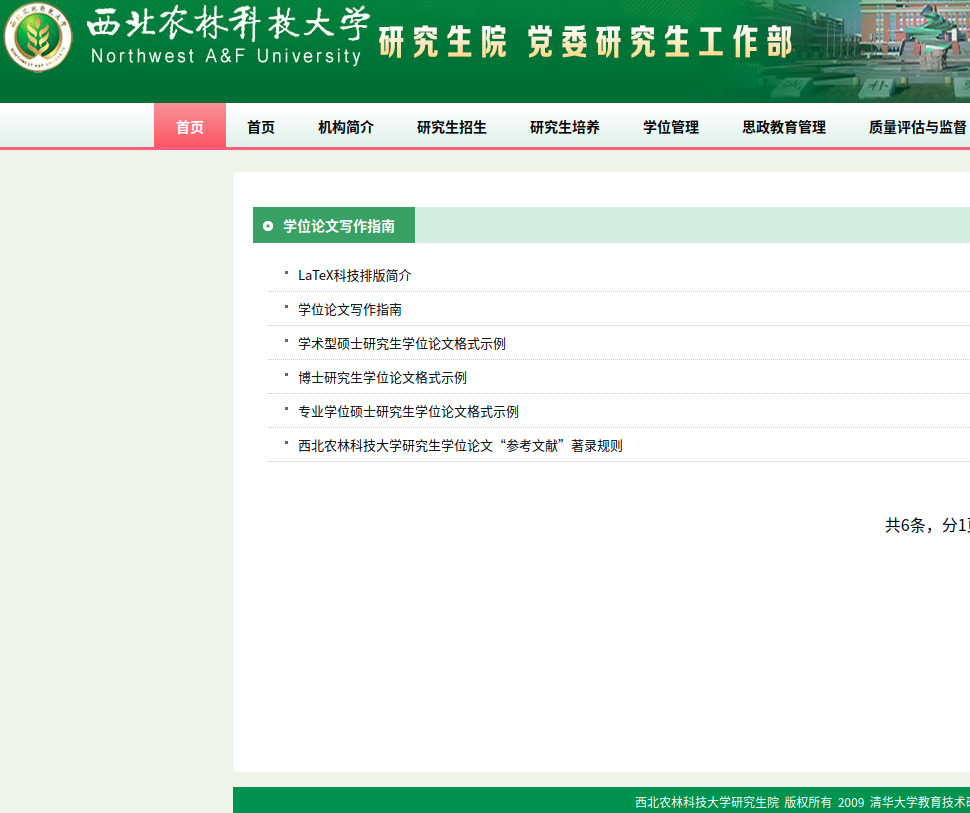 西北农林科技大学
Northwest A&F University
研究生院 党委研究生工作部
首页 首页 机构简介 研究生招生 研究生培养 学位管理 思政教育管理 质量评估与监督
学位论文写作指南
LaTeX科技排版简介
学位论文写作指南
学术型硕士研究生学位论文格式示例
博士研究生学位论文格式示例
专业学位硕士研究生学位论文格式示例
西北农林科技大学研究生学位论文“参考文献”著录规则
共6条，分1
西北农林科技大学研究生院 版权所有 2009 清华大学教育技术